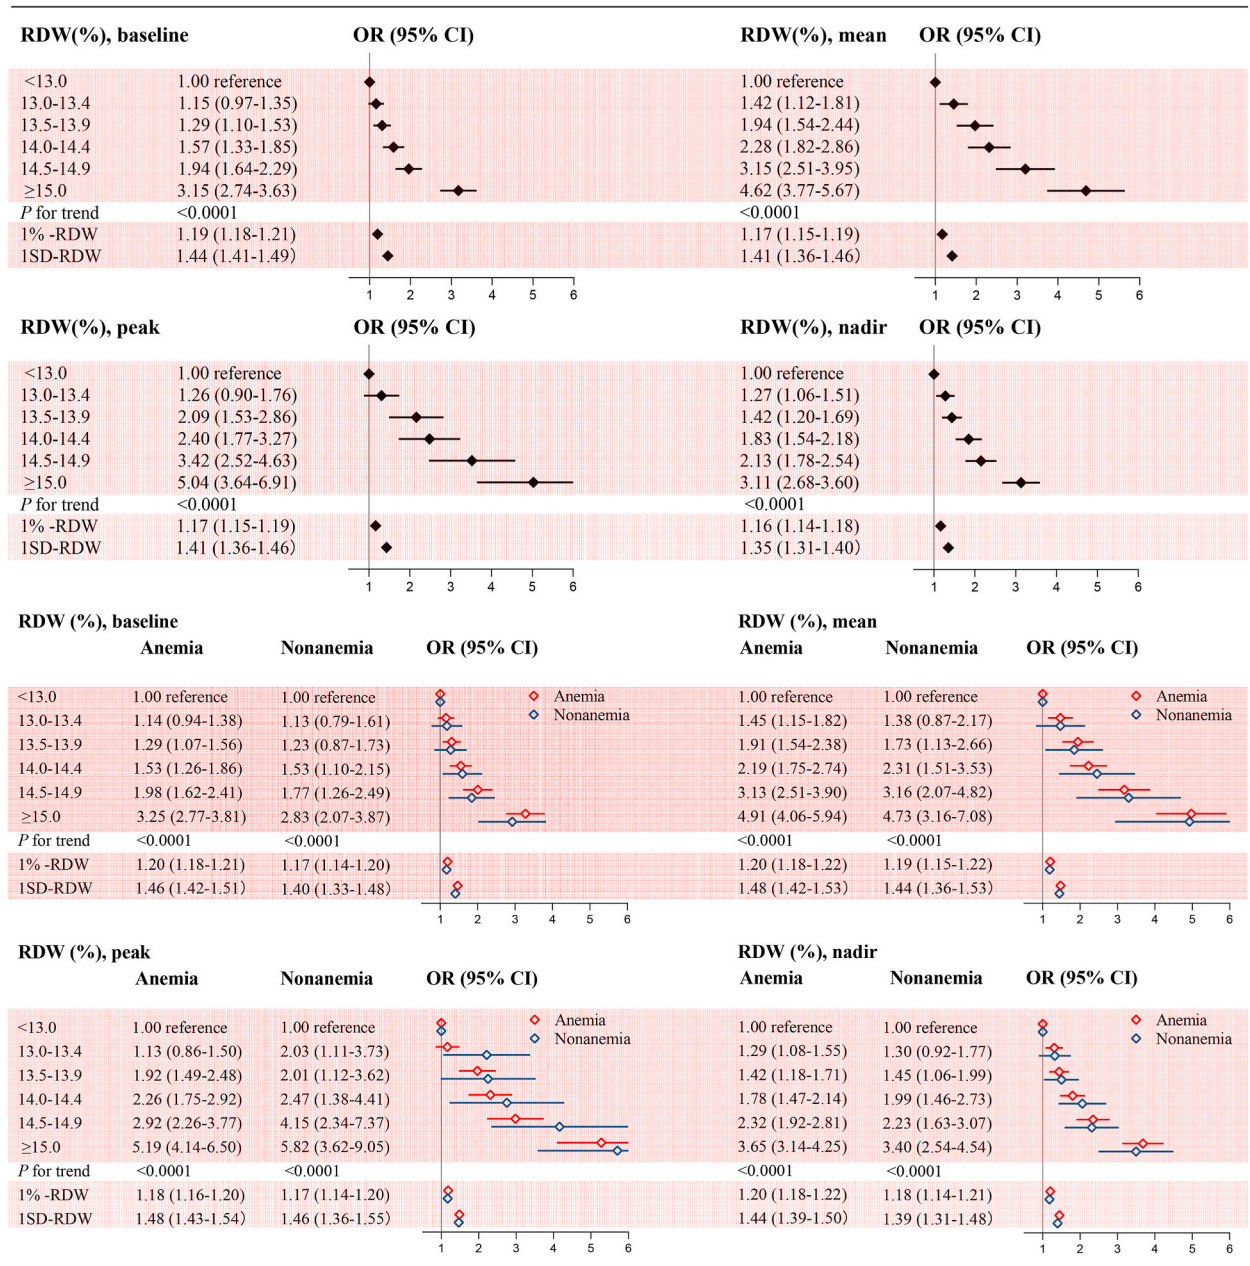 RDW(%), baseline OR (95% CI) RDW(%), mean OR (95% CI)
<13.0 1.00 reference 1.00 reference
13.0-13.4 1.15 (0.97-1.35) 1.42 (1.12-1.81)
13.5-13.9 1.29 (1.10-1.53) 1.94 (1.54-2.44)
14.0-14.4 1.57 (1.33-1.85) 2.28 (1.82-2.86)
14.5-14.9 1.94 (1.64-2.29) 3.15 (2.51-3.95)
≥15.0 3.15 (2.74-3.63) 4.62 (3.77-5.67)
P for trend <0.0001 <0.0001
1% -RDW 1.19 (1.18-1.21) 1.17 (1.15-1.19)
1SD-RDW 1.44 (1.41-1.49) 1.41 (1.36-1.46)
1 2 3 4 5 6 1 2 3 4 5 6
RDW(%), peak OR (95% CI) RDW(%), nadir OR (95% CI)
<13.0 1.00 reference 1.00 reference
13.0-13.4 1.26 (0.90-1.76) 1.27 (1.06-1.51)
13.5-13.9 2.09 (1.53-2.86) 1.42 (1.20-1.69)
14.0-14.4 2.40 (1.77-3.27) 1.83 (1.54-2.18)
14.5-14.9 3.42 (2.52-4.63) 2.13 (1.78-2.54)
≥15.0 5.04 (3.64-6.91) 3.11 (2.68-3.60)
P for trend <0.0001 <0.0001
1% -RDW 1.17 (1.15-1.19) 1.16 (1.14-1.18)
1SD-RDW 1.41 (1.36-1.46) 1.35 (1.31-1.40)
1 2 3 4 5 6 1 2 3 4 5 6
RDW (%), baseline RDW (%), mean
Anemia Nonanemia OR (95% CI) Anemia Nonanemia OR (95% CI)
<13.0 1.00 reference 1.00 reference Anemia 1.00 reference 1.00 reference Anemia
Nonanemia Nonanemia
13.0-13.4 1.14 (0.94-1.38) 1.13 (0.79-1.61) 1.45 (1.15-1.82) 1.38 (0.87-2.17)
13.5-13.9 1.29 (1.07-1.56) 1.23 (0.87-1.73) 1.91 (1.54-2.38) 1.73 (1.13-2.66)
14.0-14.4 1.53 (1.26-1.86) 1.53 (1.10-2.15) 2.19 (1.75-2.74) 2.31 (1.51-3.53)
14.5-14.9 1.98 (1.62-2.41) 1.77 (1.26-2.49) 3.13 (2.51-3.90) 3.16 (2.07-4.82)
≥15.0 3.25 (2.77-3.81) 2.83 (2.07-3.87) 4.91 (4.06-5.94) 4.73 (3.16-7.08)
P for trend <0.0001 <0.0001 <0.0001 <0.0001
1% -RDW 1.20 (1.18-1.21) 1.17 (1.14-1.20) 1.20 (1.18-1.22) 1.19 (1.15-1.22)
1SD-RDW 1.46 (1.42-1.51) 1.40 (1.33-1.48) 1.48 (1.42-1.53) 1.44 (1.36-1.53)
1 2 3 4 5 6 1 2 3 4 5 6
RDW (%), peak RDW (%), nadir
Anemia Nonanemia OR (95% CI) Anemia Nonanemia OR (95% CI)
<13.0 1.00 reference 1.00 reference Anemia 1.00 reference 1.00 reference Anemia
Nonanemia Nonanemia
13.0-13.4 1.13 (0.86-1.50) 2.03 (1.11-3.73) 1.29 (1.08-1.55) 1.30 (0.92-1.77)
13.5-13.9 1.92 (1.49-2.48) 2.01 (1.12-3.62) 1.42 (1.18-1.71) 1.45 (1.06-1.99)
14.0-14.4 2.26 (1.75-2.92) 2.47 (1.38-4.41) 1.78 (1.47-2.14) 1.99 (1.46-2.73)
14.5-14.9 2.92 (2.26-3.77) 4.15 (2.34-7.37) 2.32 (1.92-2.81) 2.23 (1.63-3.07)
≥15.0 5.19 (4.14-6.50) 5.82 (3.62-9.05) 3.65 (3.14-4.25) 3.40 (2.54-4.54)
P for trend <0.0001 <0.0001 <0.0001 <0.0001
1% -RDW 1.18 (1.16-1.20) 1.17 (1.14-1.20) 1.20 (1.18-1.22) 1.18 (1.14-1.21)
1SD-RDW 1.48 (1.43-1.54) 1.46 (1.36-1.55) 1.44 (1.39-1.50) 1.39 (1.31-1.48)
1 2 3 4 5 6 1 2 3 4 5 6